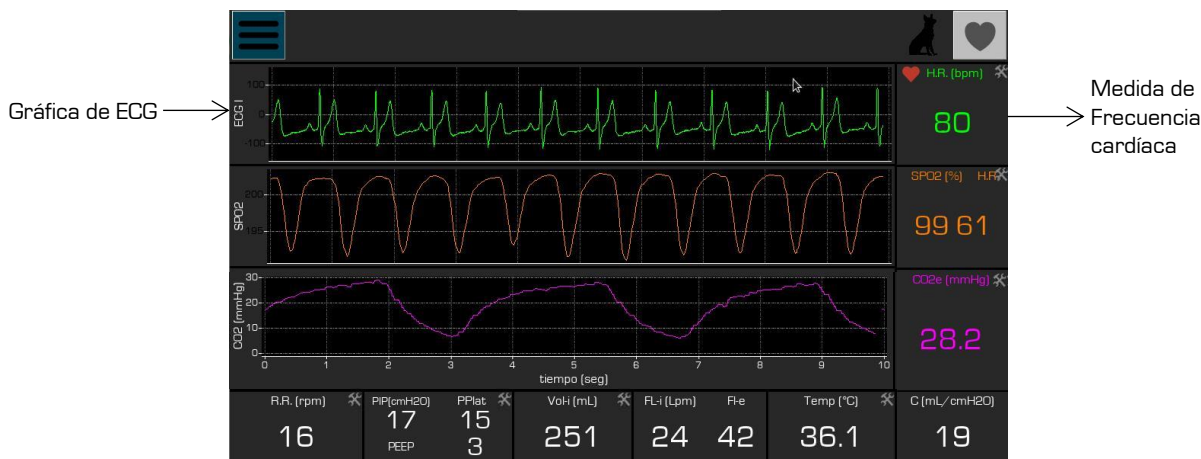 Gráfica de ECG
H.R. (bpm)
ECG I
100
0
-100
80
Medida de
Frecuencia
cardíaca
SPO2 (%) H.R.
SPO2
200
195
99 61
CO2e (mmHg)
CO2 (mmHg)
30
20
10
0
28.2
0 1 2 3 4 5 6 7 8 9 10
tiempo (seg)
R.R. (rpm)
16
PIP(cmH2O) PPlat
17 15
PEEP 3
Vol-i (mL)
251
FL-i (Lpm) Fl-e
24 42
Temp (°C)
36.1
C (mL/cmH2O)
19